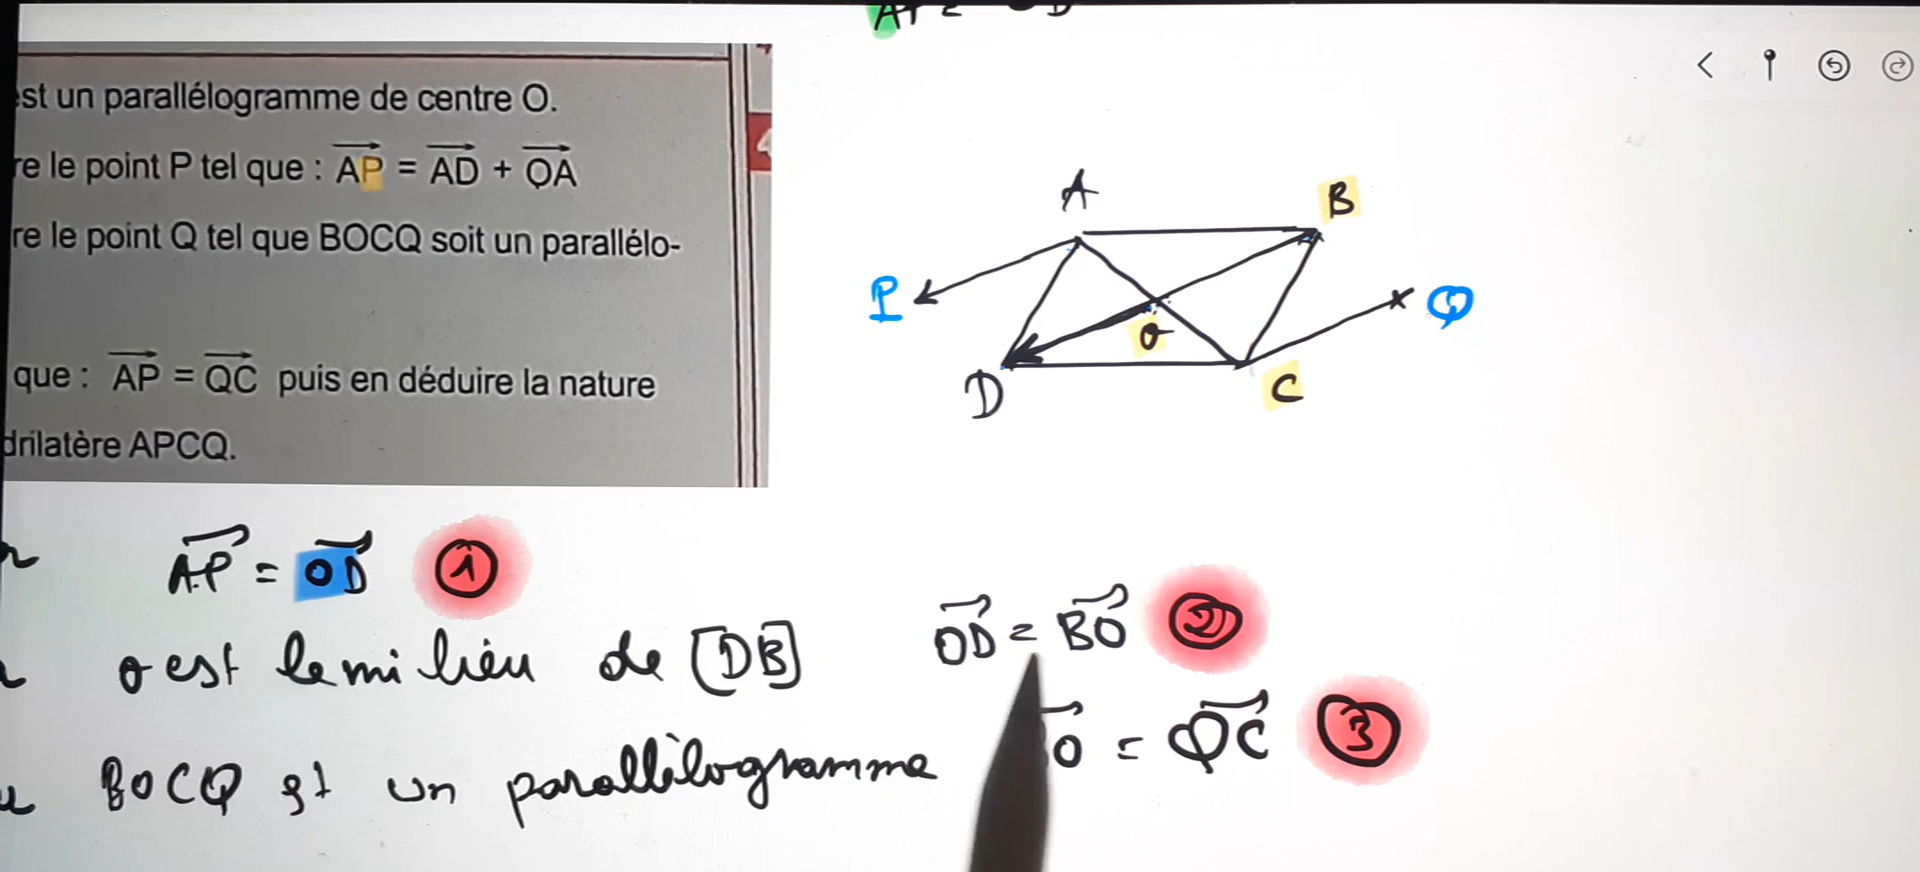 AP = OD
st un parallélogramme de centre O.
re le point P tel que : AP = AD + OA
re le point Q tel que BOCQ soit un parallélo-
que : AP = QC puis en déduire la nature
drilatère APCQ.
A
B
P
Q
O
D
C
AP = OD 1
O est le milieu de [DB] OD = BO 2
BOCQ est un parallélogramme O = QC 3